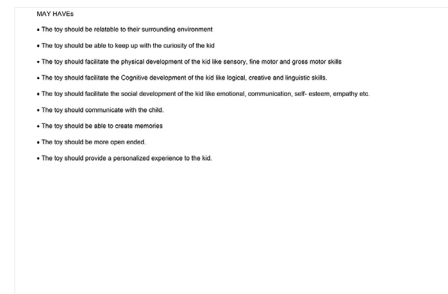 MAY HAVEs
• The toy should be relatable to their surrounding environment
• The toy should be able to keep up with the curiosity of the kid
• The toy should facilitate the physical development of the kid like sensory, fine motor and gross motor skills
• The toy should facilitate the Cognitive development of the kid like logical, creative and linguistic skills.
• The toy should facilitate the social development of the kid like emotional, communication, self- esteem, empathy etc.
• The toy should communicate with the child.
• The toy should be able to create memories
• The toy should be more open ended.
• The toy should provide a personalized experience to the kid.